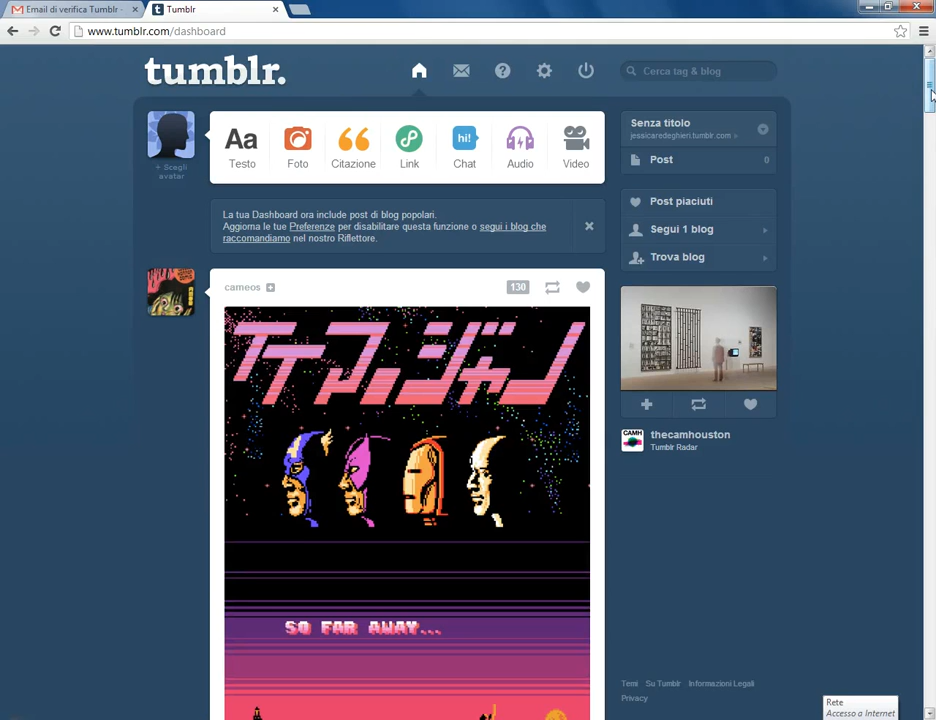 Email di verifica Tumblr -
Tumblr
www.tumblr.com/dashboard
tumblr.
Cerca tag & blog
+ Scegli
avatar
Aa
Testo
Foto
Citazione
Link
hi!
Chat
Audio
Video
Senza titolo
jessicaredeghieri.tumblr.com »
Post 0
La tua Dashboard ora include post di blog popolari.
Aggiorna le tue Preferenze per disabilitare questa funzione o segui i blog che
raccomandiamo nel nostro Riflettore.
Post piaciuti
Segui 1 blog
Trova blog
cameos
130
SO FAR AWAY...
CAMH
thecamhouston
Tumblr Radar
Temi Su Tumblr Informazioni Legali
Privacy
Rete
Accesso a Internet